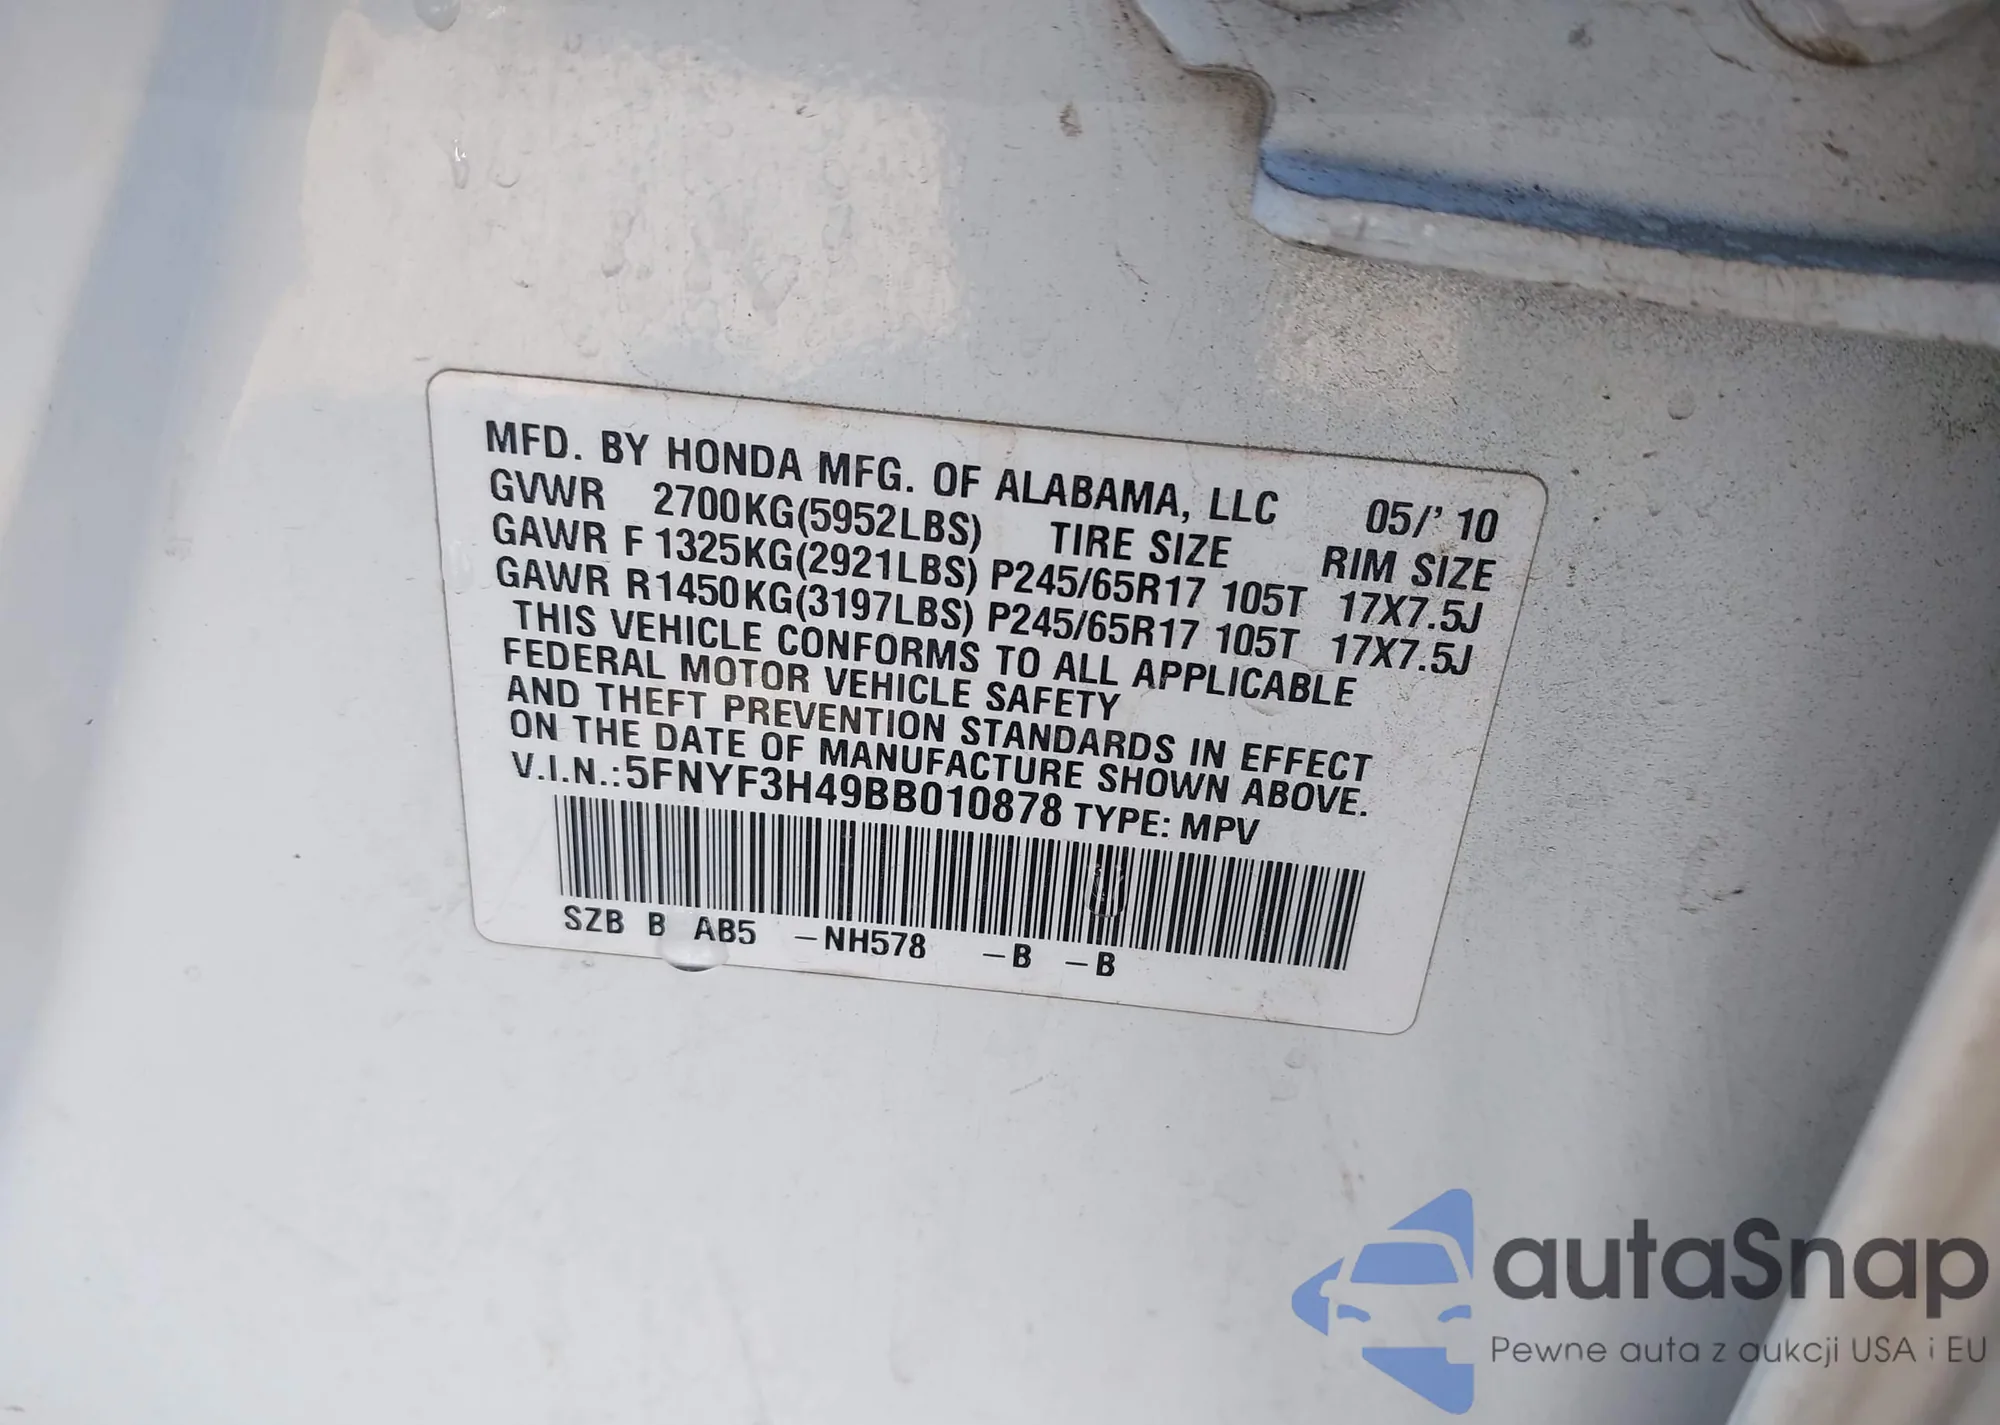 MFD. BY HONDA MFG. OF ALABAMA, LLC 05/' 10
GVWR 2700KG(5952LBS) TIRE SIZE RIM SIZE
GAWR F 1325KG(2921LBS) P245/65R17 105T 17X7.5J
GAWR R 1450KG(3197LBS) P245/65R17 105T 17X7.5J
THIS VEHICLE CONFORMS TO ALL APPLICABLE
FEDERAL MOTOR VEHICLE SAFETY
AND THEFT PREVENTION STANDARDS IN EFFECT
ON THE DATE OF MANUFACTURE SHOWN ABOVE.
V.I.N.:5FNYF3H49BB010878 TYPE: MPV
SZB B AB5 -NH578 -B -B
autaSnap
Pewne auta z aukcji USA i EU